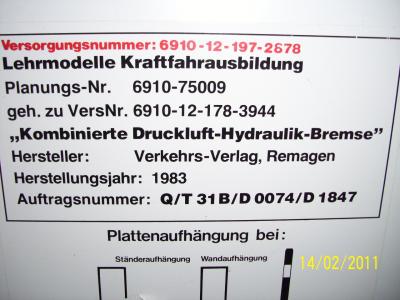 Versorgungsnummer: 6910-12-197-2678
Lehrmodelle Kraftfahrausbildung
Planungs-Nr. 6910-75009
geh. zu VersNr. 6910-12-178-3944
„Kombinierte Druckluft-Hydraulik-Bremse”
Hersteller: Verkehrs-Verlag, Remagen
Herstellungsjahr: 1983
Auftragsnummer: Q/T 31B/D 0074/D 1847
Plattenaufhängung bei:
Ständeraufhängung Wandaufhängung
14/02/2011